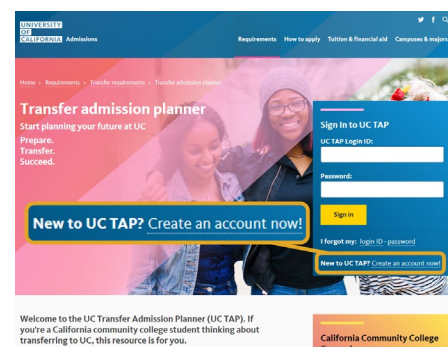 UNIVERSITY
OF
CALIFORNIA Admissions
Requirements How to apply Tuition & financial aid Campuses & majors
Home > Requirements > Transfer requirements > Transfer admission planner
Transfer admission planner
Start planning your future at UC
Prepare.
Transfer.
Succeed.
Sign In to UC TAP
UC TAP Login ID:
Password:
Sign in
I forgot my: login ID - password
New to UC TAP? Create an account now!
New to UC TAP? Create an account now!
Welcome to the UC Transfer Admission Planner (UC TAP). If
you're a California community college student thinking about
transferring to UC, this resource is for you.
California Community College